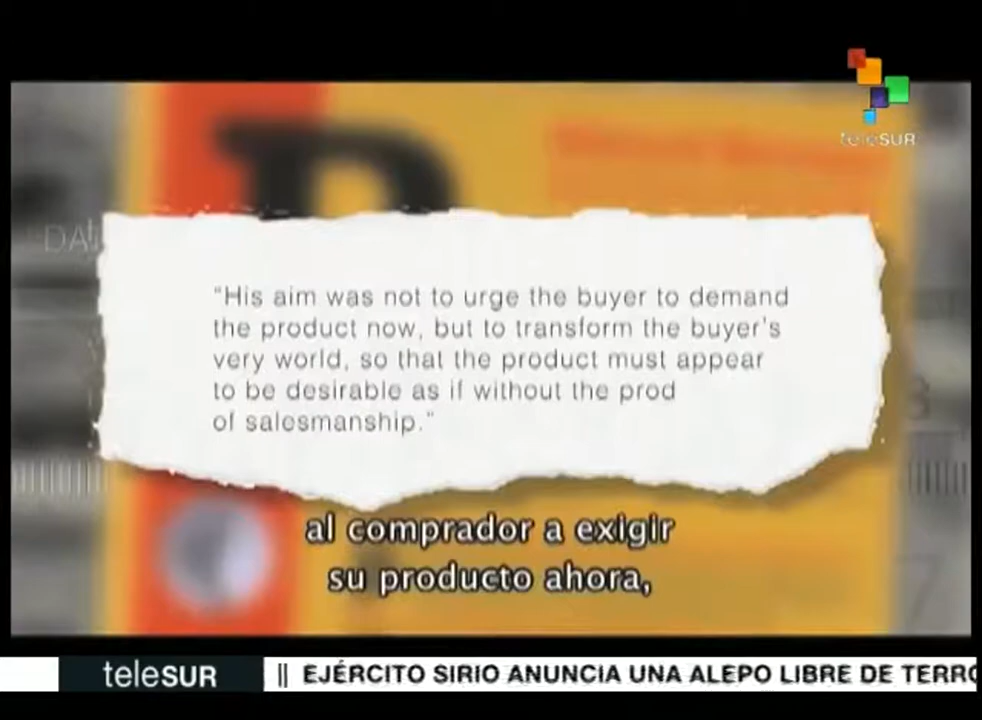 teleSUR
DA
"His aim was not to urge the buyer to demand
the product now, but to transform the buyer's
very world, so that the product must appear
to be desirable as if without the prod
of salesmanship."
al comprador a exigir
su producto ahora,
teleSUR || EJÉRCITO SIRIO ANUNCIA UNA ALEPO LIBRE DE TERRO